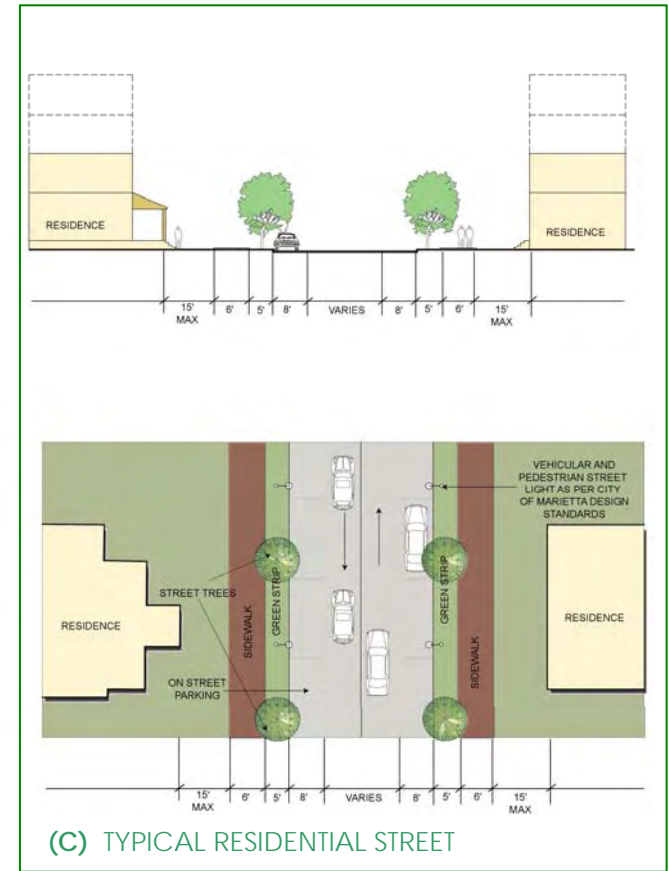 RESIDENCE
RESIDENCE
15'
MAX
6'
5'
8'
VARIES
8'
5'
6'
15'
MAX
VEHICULAR AND
PEDESTRIAN STREET
LIGHT AS PER CITY
OF MARIETTA DESIGN
STANDARDS
STREET TREES
GREEN STRIP
GREEN STRIP
RESIDENCE
SIDEWALK
SIDEWALK
RESIDENCE
ON STREET
PARKING
15'
MAX
6'
5'
8'
VARIES
8'
5'
6'
15'
MAX
(C) TYPICAL RESIDENTIAL STREET